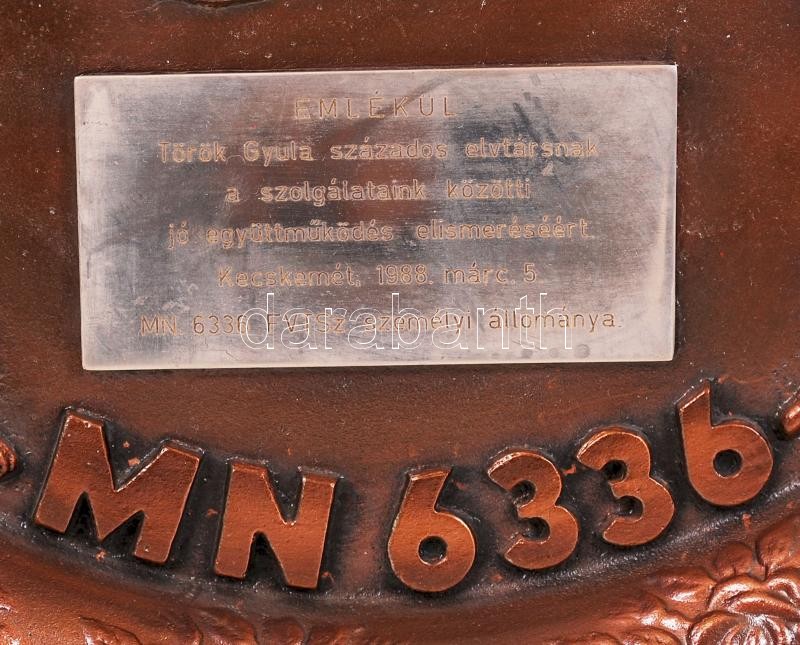 EMLÉKÜL
Török Gyula százados elvtársnak
a szolgálataink közötti
jó együttműködés elismeréséért.
Kecskemét, 1988. márc. 5
MN. 6336 FVTSz. személyi állománya.
darabanth
MN 6336